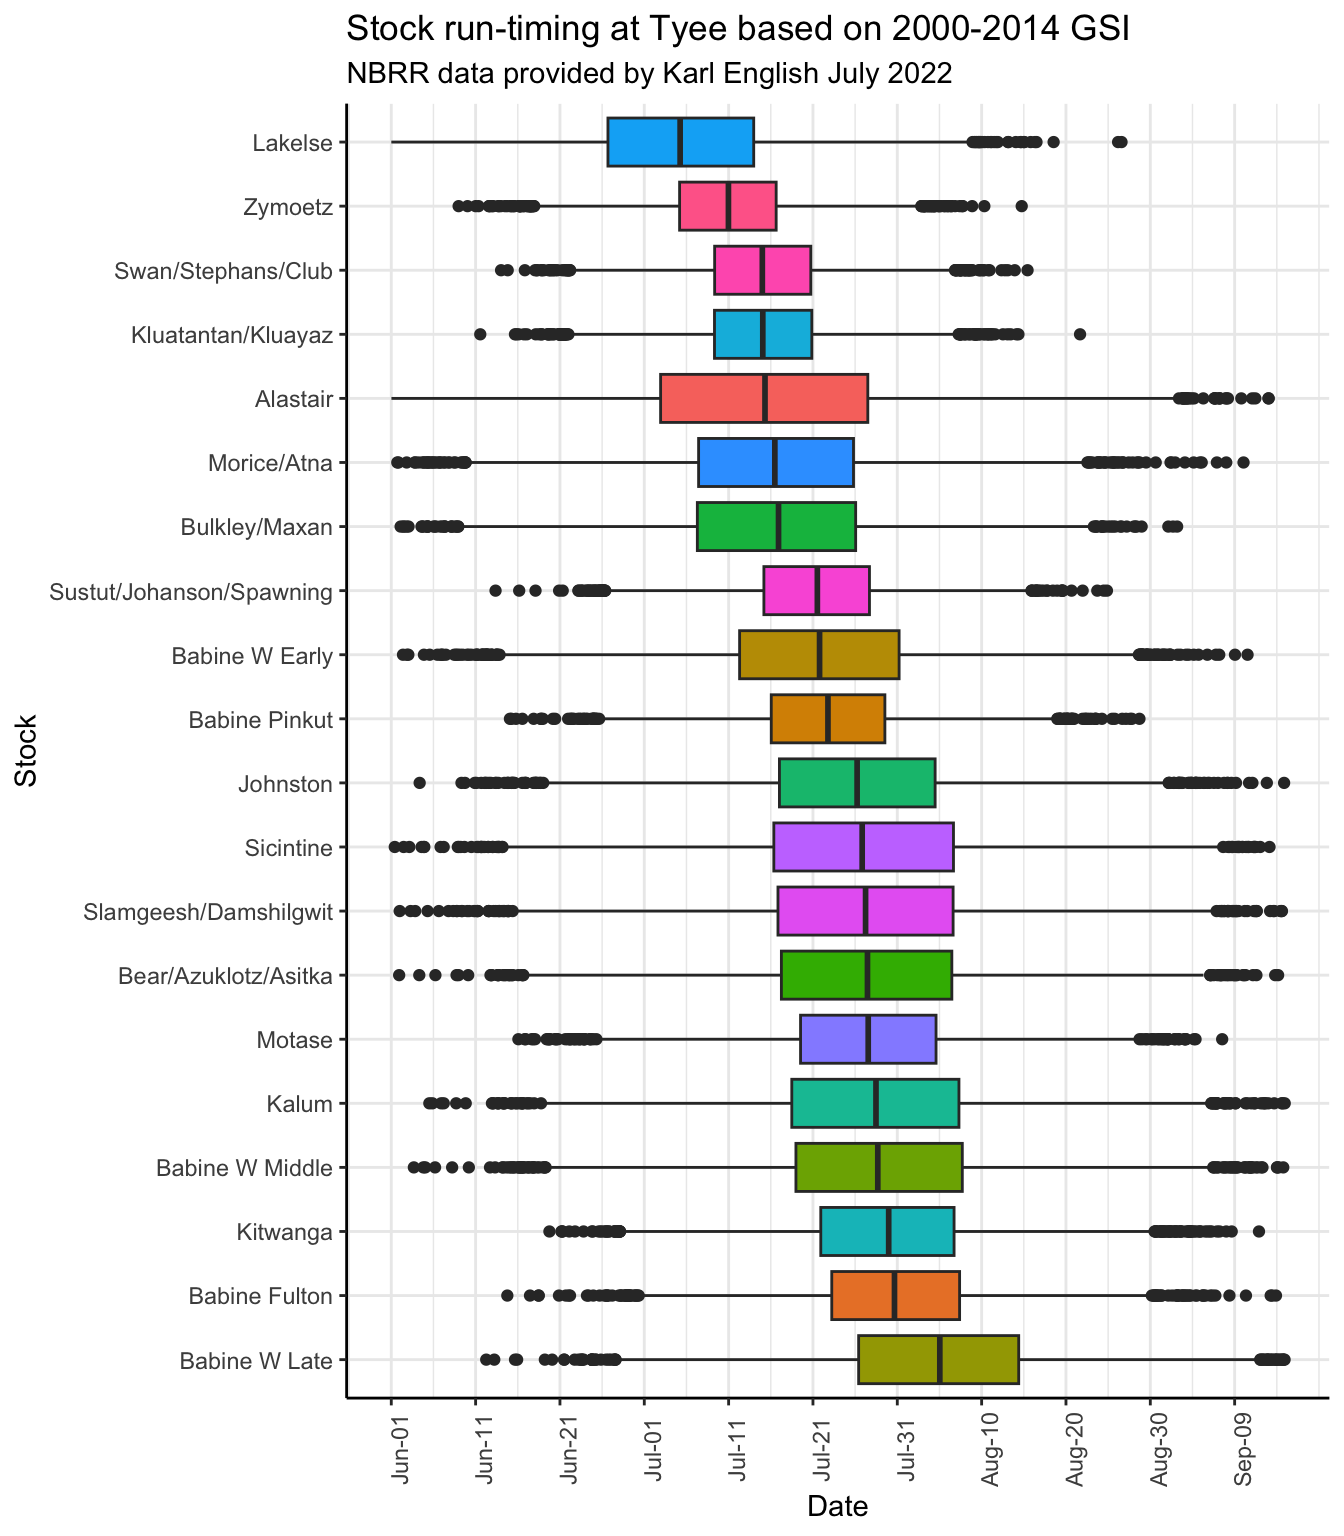 Stock run-timing at Tyee based on 2000-2014 GSI
NBRR data provided by Karl English July 2022
Lakelse
Zymoetz
Swan/Stephans/Club
Kluatantan/Kluayaz
Alastair
Morice/Atna
Bulkley/Maxan
Sustut/Johanson/Spawning
Babine W Early
Babine Pinkut
Johnston
Sicintine
Slamgeesh/Damshilgwit
Bear/Azuklotz/Asitka
Motase
Kalum
Babine W Middle
Kitwanga
Babine Fulton
Babine W Late
Stock
Jun-01
Jun-11
Jun-21
Jul-01
Jul-11
Jul-21
Jul-31
Aug-10
Aug-20
Aug-30
Sep-09
Date